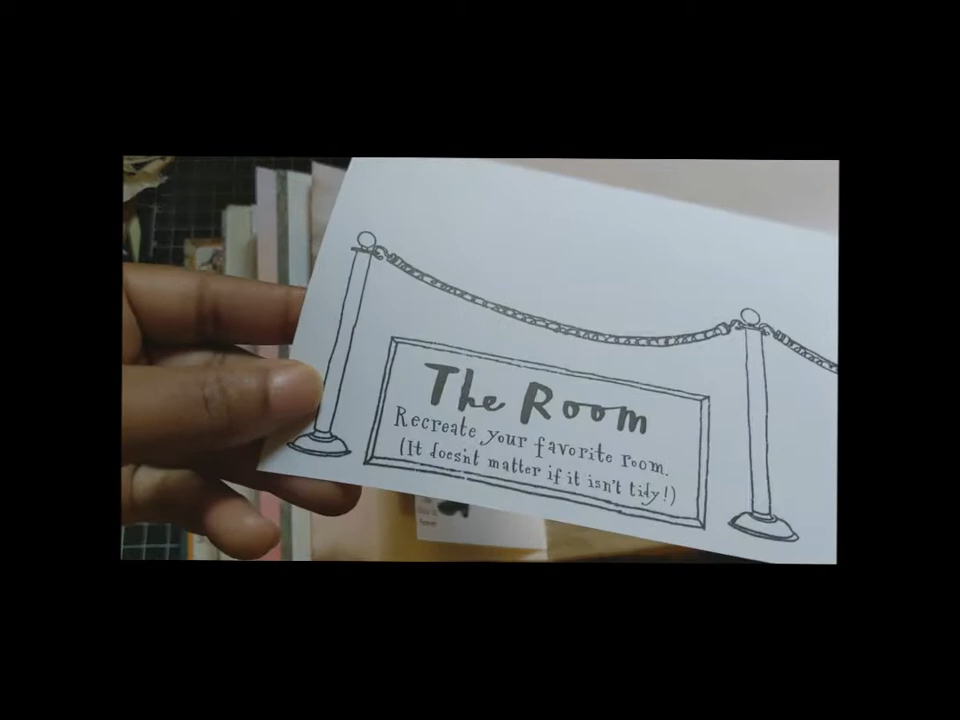 The Room
Recreate your favorite room.
(It doesn't matter if it isn't tidy!)